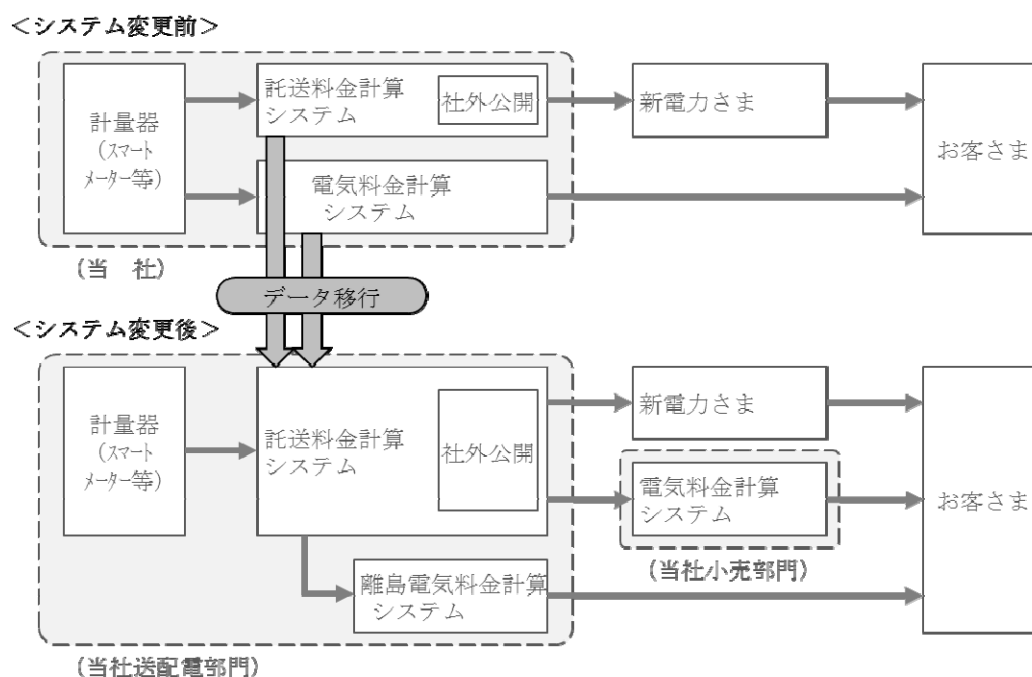 ＜システム変更前＞
計量器
（スマート
メーター等）
託送料金計算
システム
社外公開
新電力さま
お客さま
電気料金計算
システム
（当　社）
データ移行
＜システム変更後＞
計量器
（スマート
メーター等）
託送料金計算
システム
社外公開
新電力さま
電気料金計算
システム
お客さま
（当社小売部門）
離島電気料金計算
システム
（当社送配電部門）